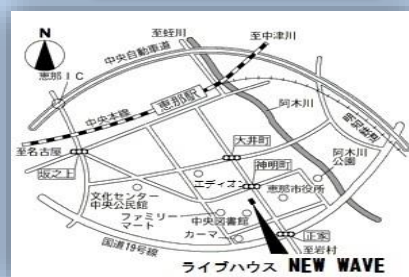 N
至蛭川
至中津川
中央自動車道
恵那IC
恵那駅
中央本線
阿木川
明知鉄道
至名古屋
大井町
坂之上
神明町
阿木川
公園
エディオン
恵那市役所
文化センター
中央公民館
ファミリー
マート
中央図書館
カーマ
正家
国道19号線
至岩村
ライブハウス NEW WAVE